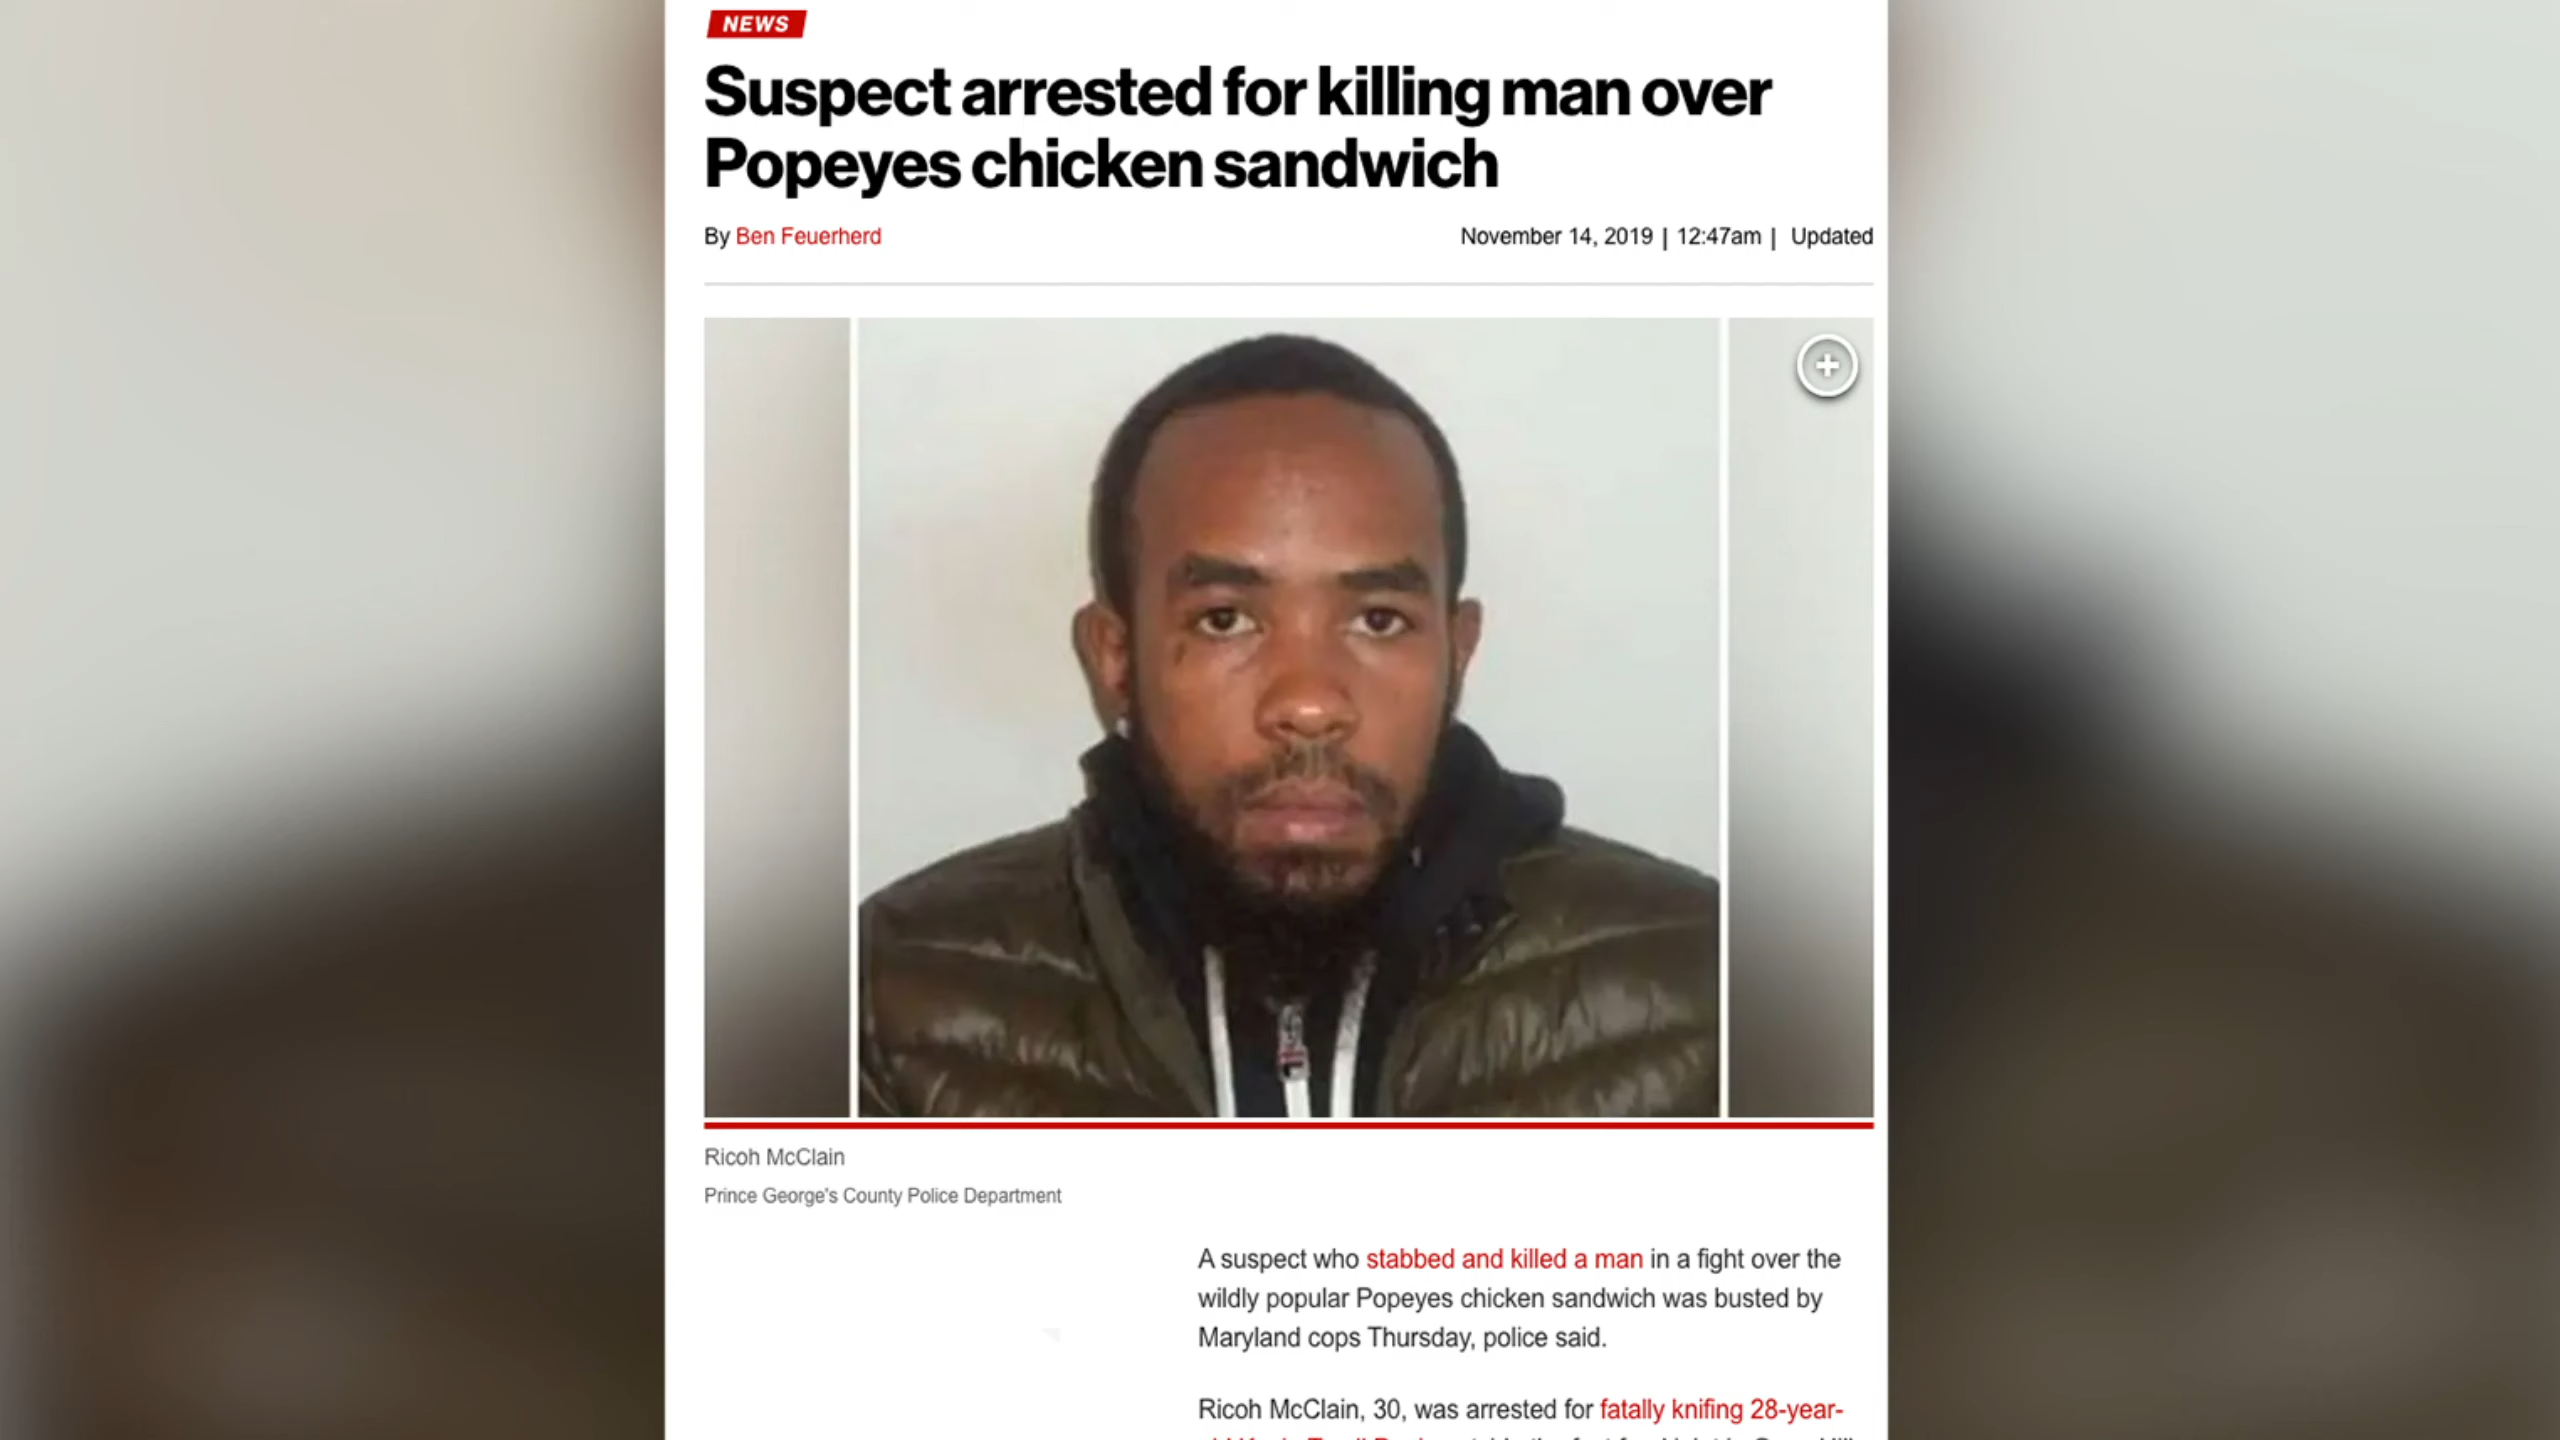 NEWS
Suspect arrested for killing man over
Popeyes chicken sandwich
By Ben Feuerherd
November 14, 2019 | 12:47am | Updated
Ricoh McClain
Prince George's County Police Department
A suspect who stabbed and killed a man in a fight over the
wildly popular Popeyes chicken sandwich was busted by
Maryland cops Thursday, police said.
Ricoh McClain, 30, was arrested for fatally knifing 28-year-